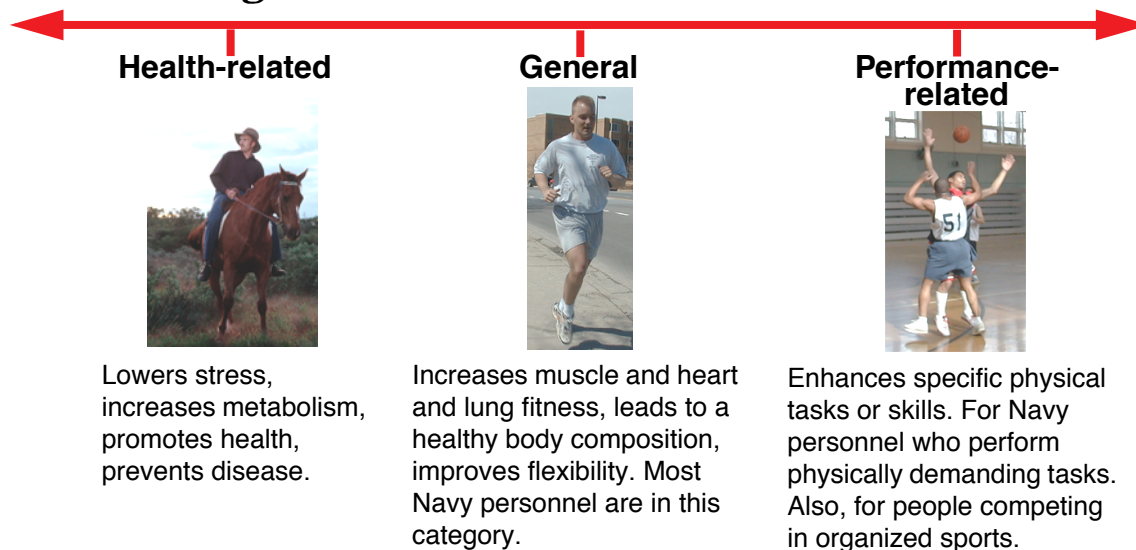 Health-related
General
Performance-
related
51
Lowers stress,
increases metabolism,
promotes health,
prevents disease.
Increases muscle and heart
and lung fitness, leads to a
healthy body composition,
improves flexibility. Most
Navy personnel are in this
category.
Enhances specific physical
tasks or skills. For Navy
personnel who perform
physically demanding tasks.
Also, for people competing
in organized sports.